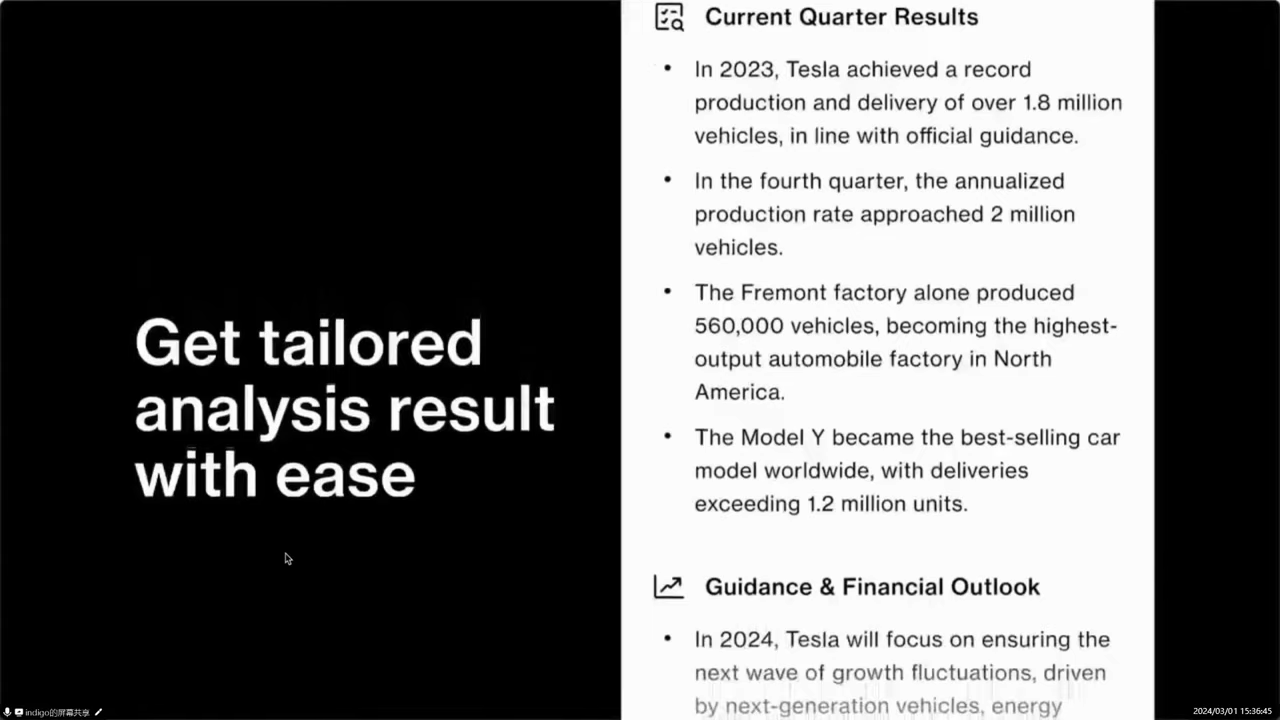 Get tailored
analysis result
with ease
Current Quarter Results
• In 2023, Tesla achieved a record
production and delivery of over 1.8 million
vehicles, in line with official guidance.
• In the fourth quarter, the annualized
production rate approached 2 million
vehicles.
• The Fremont factory alone produced
560,000 vehicles, becoming the highest-
output automobile factory in North
America.
• The Model Y became the best-selling car
model worldwide, with deliveries
exceeding 1.2 million units.
Guidance & Financial Outlook
• In 2024, Tesla will focus on ensuring the
next wave of growth fluctuations, driven
by next-generation vehicles, energy
indigo的屏幕共享
2024/03/01 15:36:45